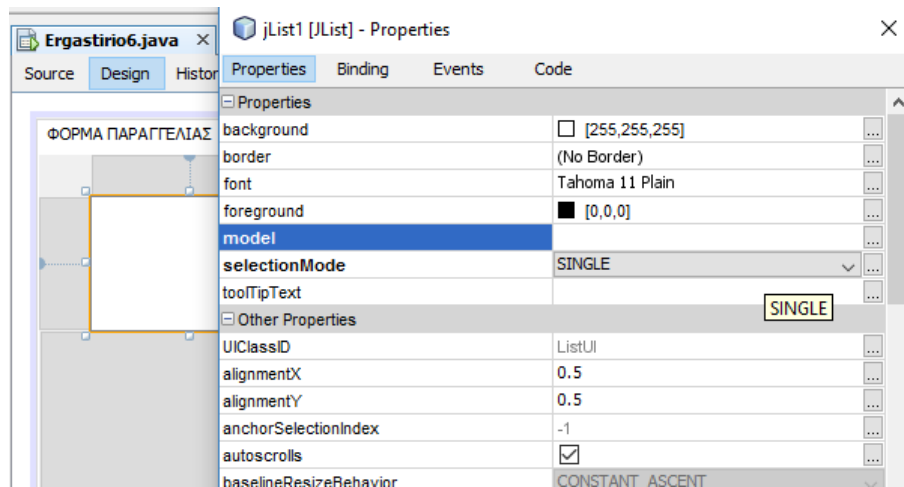 Ergastirio6.java
jList1 [JList] - Properties
Source Design Histor
Properties Binding Events Code
Properties
background [255,255,255] ...
border (No Border) ...
font Tahoma 11 Plain ...
foreground [0,0,0] ...
model ...
selectionMode SINGLE ...
toolTipText ...
SINGLE
Other Properties
UIClassID ListUI ...
alignmentX 0.5 ...
alignmentY 0.5 ...
anchorSelectionIndex -1 ...
autoscrolls ...
baselineResizeBehavior CONSTANT_ASCENT
ΦΟΡΜΑ ΠΑΡΑΓΓΕΛΙΑΣ